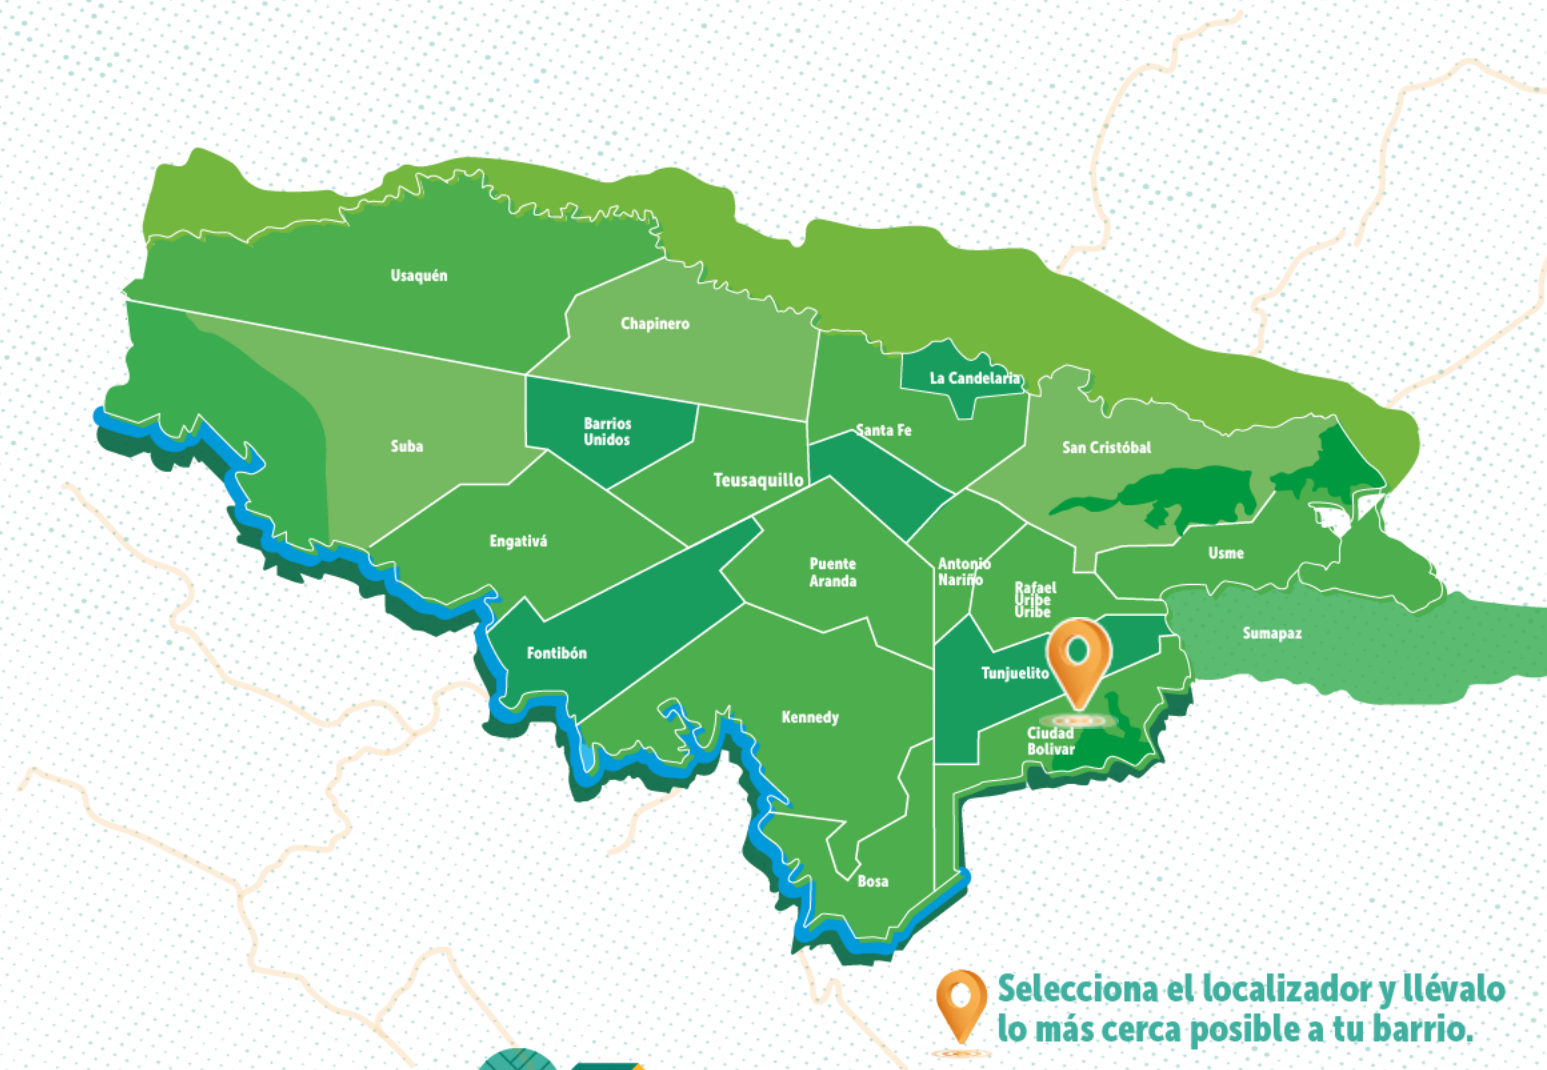 Usaquén
Chapinero
La Candelaria
Barrios
Unidos
Santa Fe
Suba
San Cristóbal
Teusaquillo
Engativá
Usme
Puente
Aranda
Antonio
Nariño
Rafael
Uribe
Uribe
Sumapaz
Fontibón
Tunjuelito
Kennedy
Ciudad
Bolivar
Bosa
Selecciona el localizador y llévalo
lo más cerca posible a tu barrio.